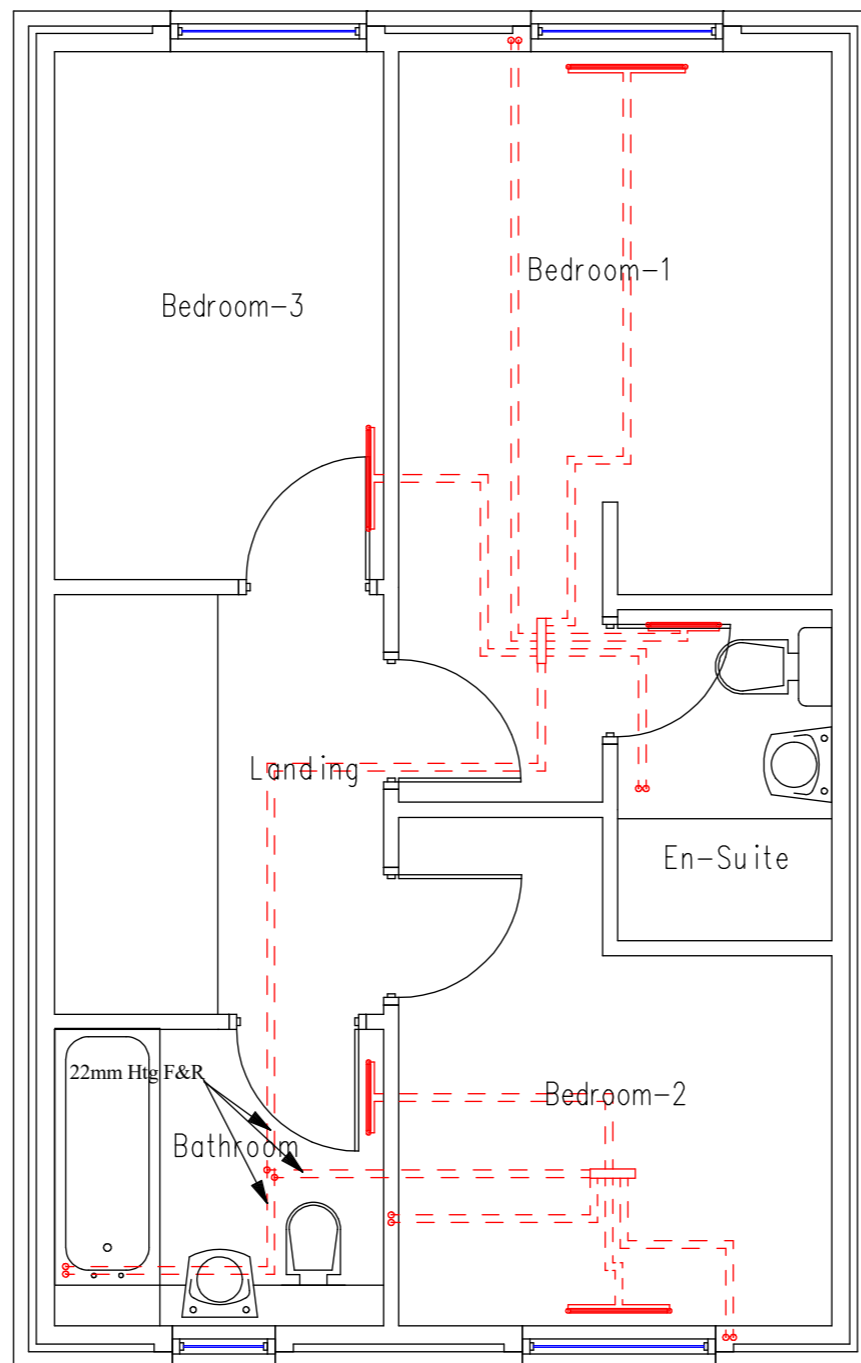 Bedroom-1
Bedroom-3
Landing
En-Suite
22mm Htg F&R
Bedroom-2
Bathroom